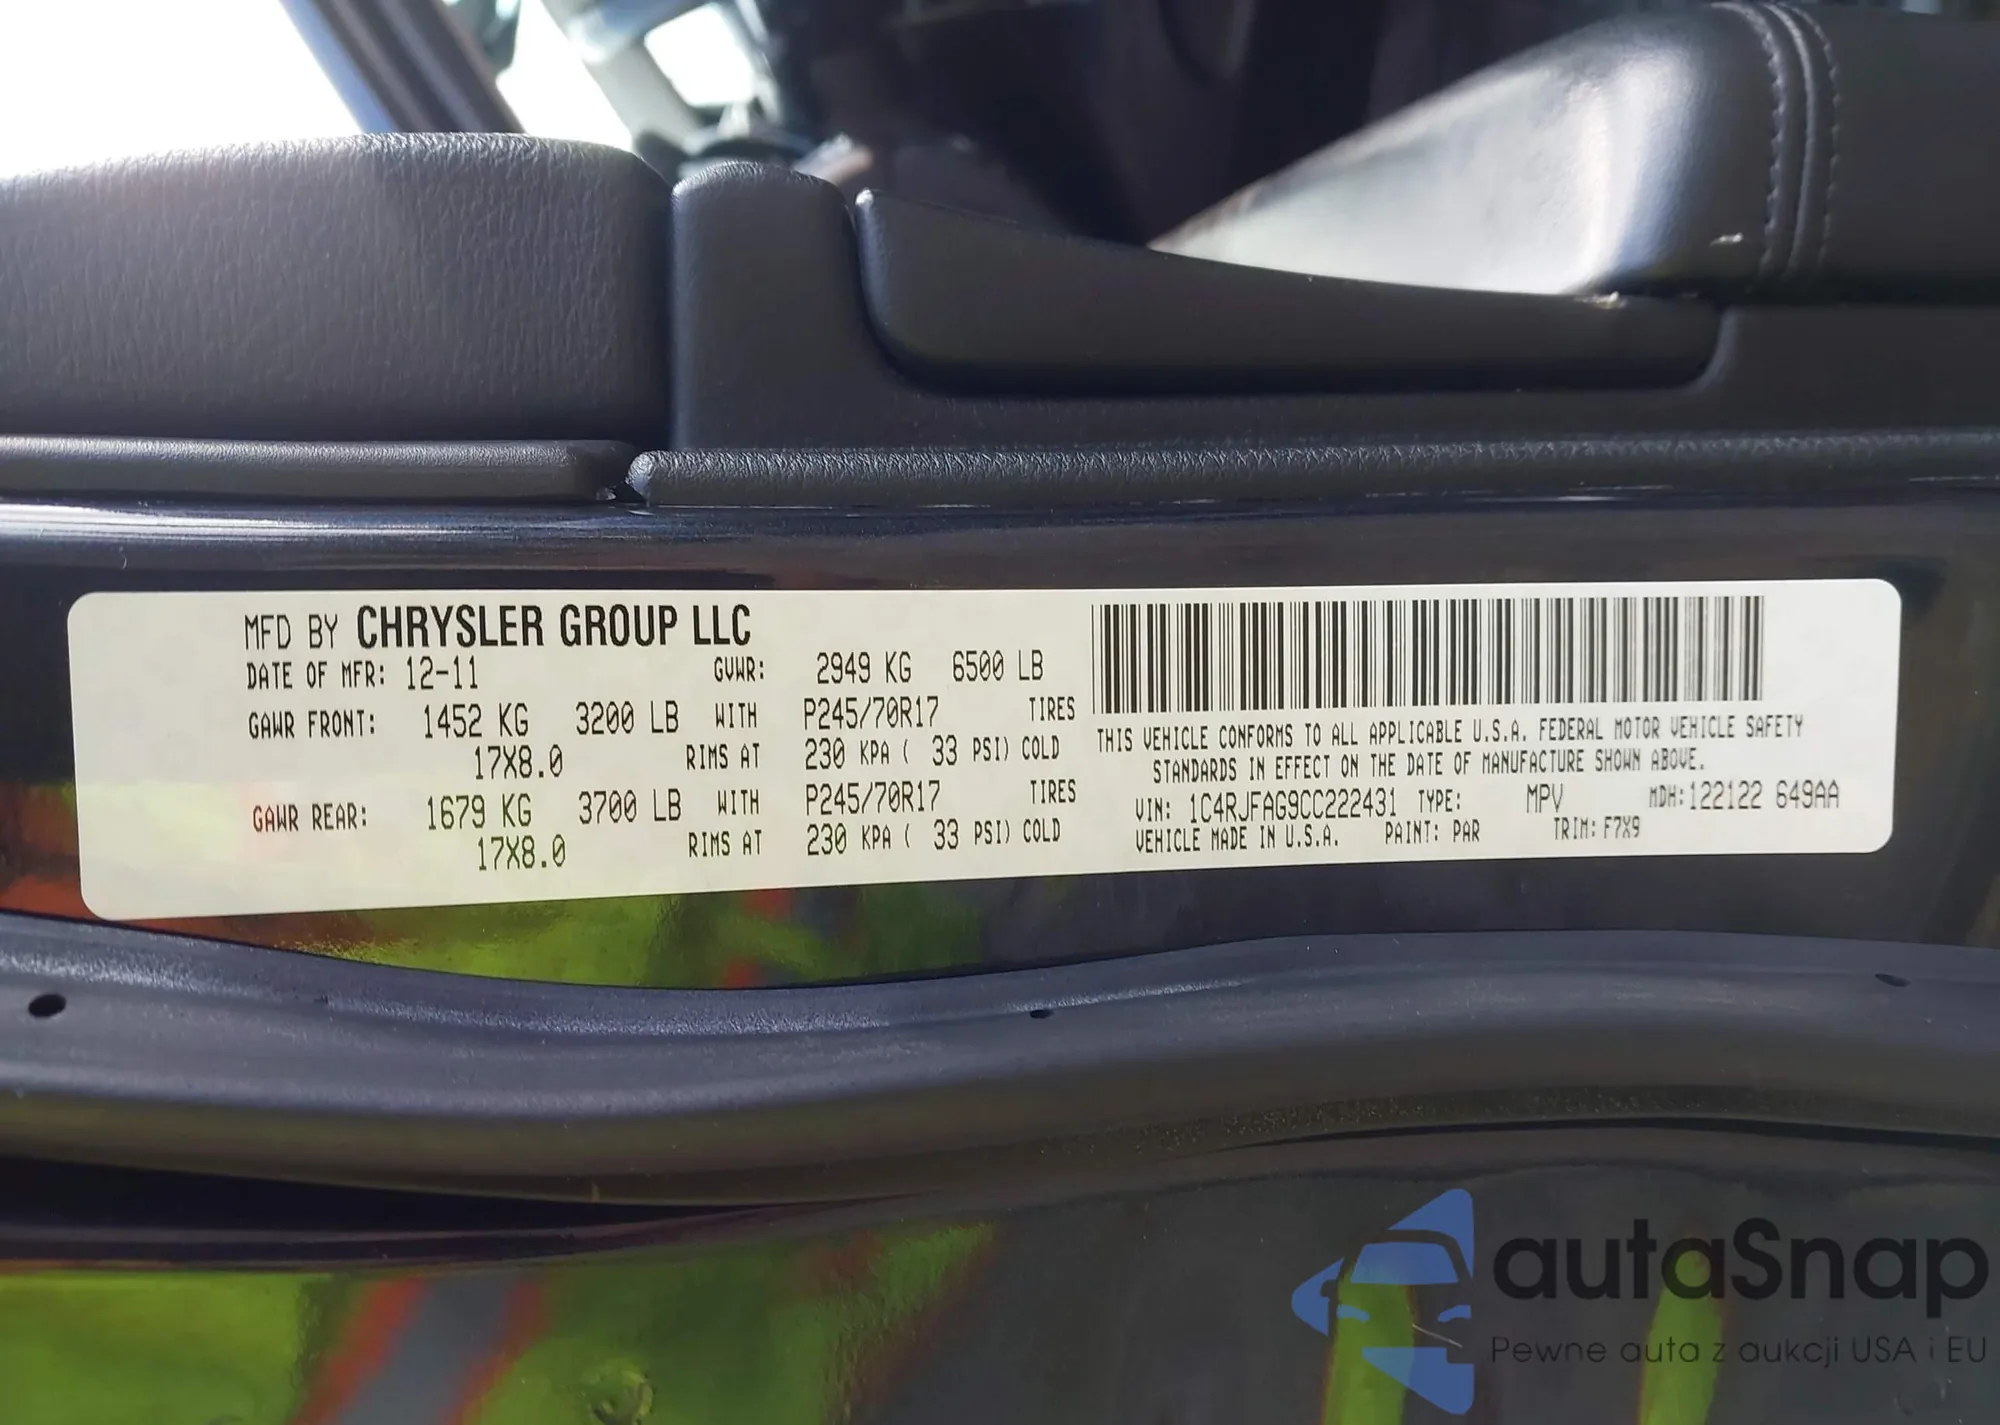 MFD BY CHRYSLER GROUP LLC
DATE OF MFR: 12-11 GVWR: 2949 KG 6500 LB
GAWR FRONT: 1452 KG 3200 LB WITH P245/70R17 TIRES
17X8.0 RIMS AT 230 KPA ( 33 PSI) COLD
GAWR REAR: 1679 KG 3700 LB WITH P245/70R17 TIRES
17X8.0 RIMS AT 230 KPA ( 33 PSI) COLD
THIS VEHICLE CONFORMS TO ALL APPLICABLE U.S.A. FEDERAL MOTOR VEHICLE SAFETY
STANDARDS IN EFFECT ON THE DATE OF MANUFACTURE SHOWN ABOVE.
VIN: 1C4RJFAG9CC222431 TYPE: MPV MDH:122122 649AA
VEHICLE MADE IN U.S.A. PAINT: PAR TRIM: F7X9
autaSnap
Pewne auta z aukcji USA i EU